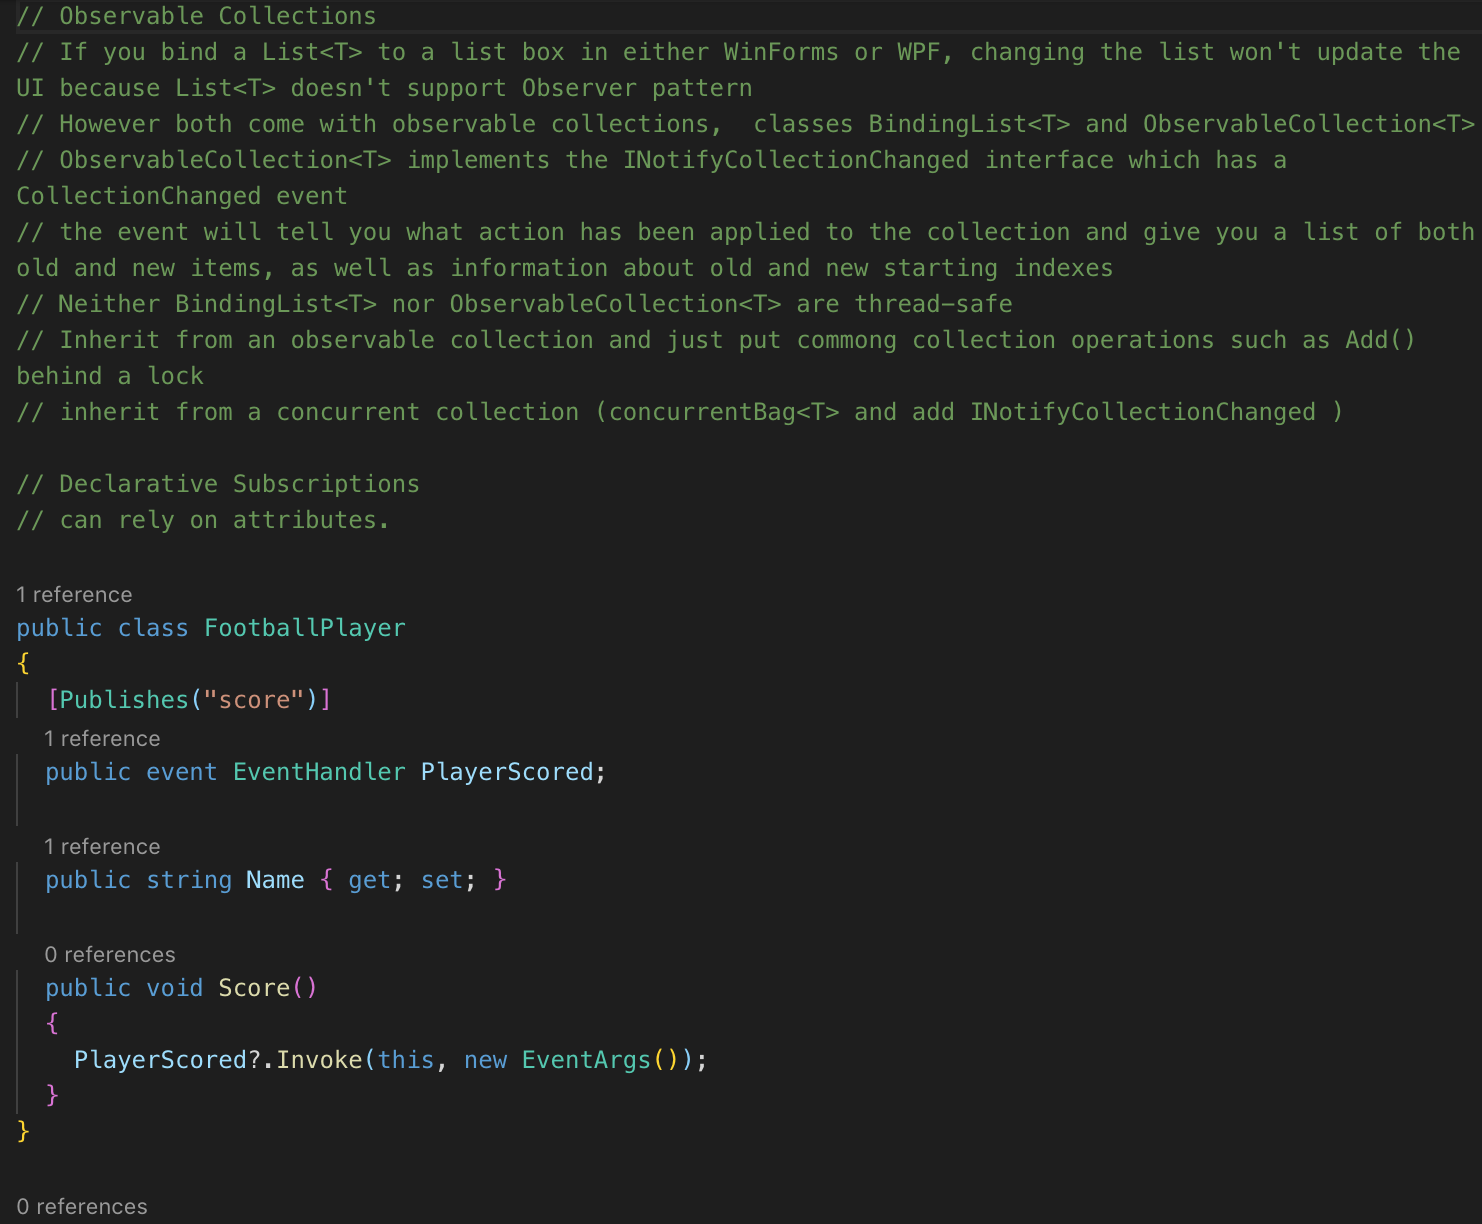 // Observable Collections
// If you bind a List<T> to a list box in either WinForms or WPF, changing the list won't update the
UI because List<T> doesn't support Observer pattern
// However both come with observable collections,  classes BindingList<T> and ObservableCollection<T>
// ObservableCollection<T> implements the INotifyCollectionChanged interface which has a
CollectionChanged event
// the event will tell you what action has been applied to the collection and give you a list of both
old and new items, as well as information about old and new starting indexes
// Neither BindingList<T> nor ObservableCollection<T> are thread-safe
// Inherit from an observable collection and just put commong collection operations such as Add()
behind a lock
// inherit from a concurrent collection (concurrentBag<T> and add INotifyCollectionChanged )
// Declarative Subscriptions
// can rely on attributes.
1 reference
public class FootballPlayer
{
[Publishes("score")]
1 reference
public event EventHandler PlayerScored;
1 reference
public string Name { get; set; }
0 references
public void Score()
{
PlayerScored?.Invoke(this, new EventArgs());
}
}
0 references